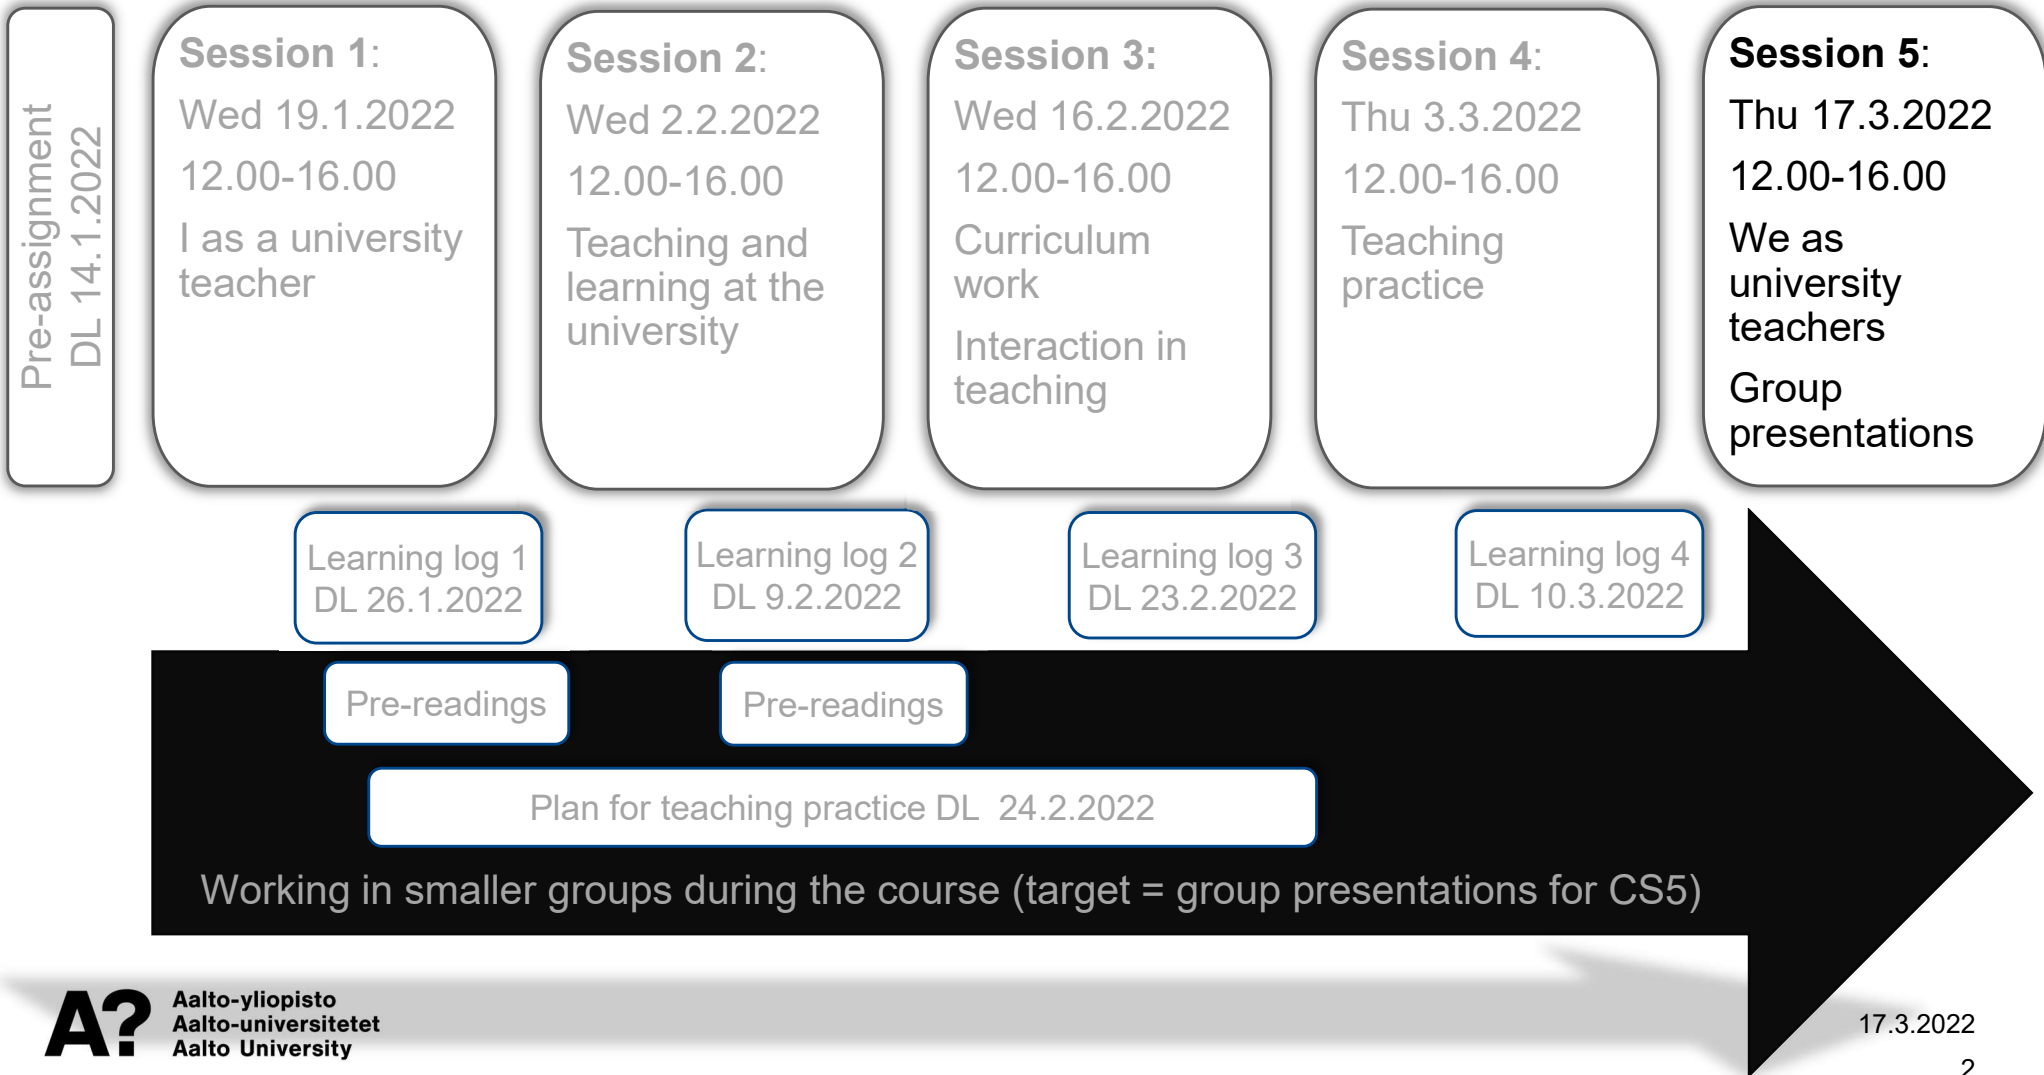 Pre-assignment
DL 14.1.2022
Session 1:
Wed 19.1.2022
12.00-16.00
I as a university
teacher
Session 2:
Wed 2.2.2022
12.00-16.00
Teaching and
learning at the
university
Session 3:
Wed 16.2.2022
12.00-16.00
Curriculum
work
Interaction in
teaching
Session 4:
Thu 3.3.2022
12.00-16.00
Teaching
practice
Session 5:
Thu 17.3.2022
12.00-16.00
We as
university
teachers
Group
presentations
Learning log 1
DL 26.1.2022
Learning log 2
DL 9.2.2022
Learning log 3
DL 23.2.2022
Learning log 4
DL 10.3.2022
Pre-readings
Pre-readings
Plan for teaching practice DL  24.2.2022
Working in smaller groups during the course (target = group presentations for CS5)
A?
Aalto-yliopisto
Aalto-universitetet
Aalto University
17.3.2022
2